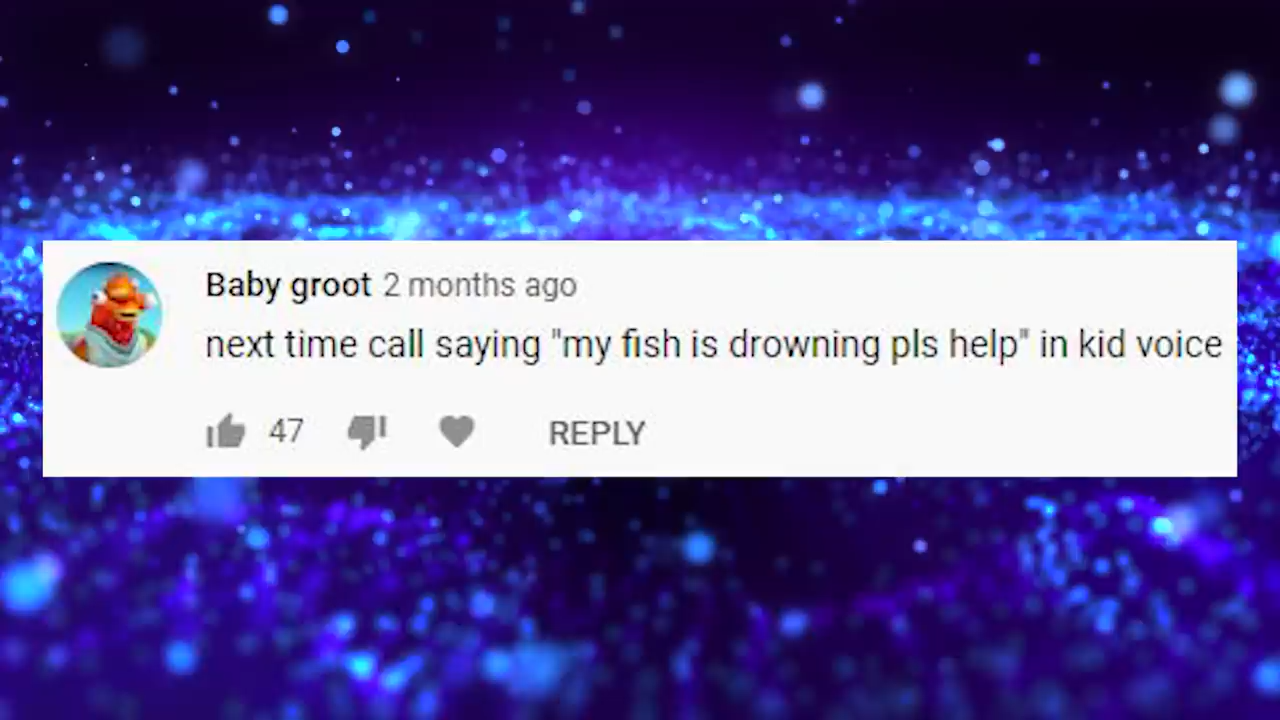 Baby groot 2 months ago
next time call saying "my fish is drowning pls help" in kid voice
47 REPLY